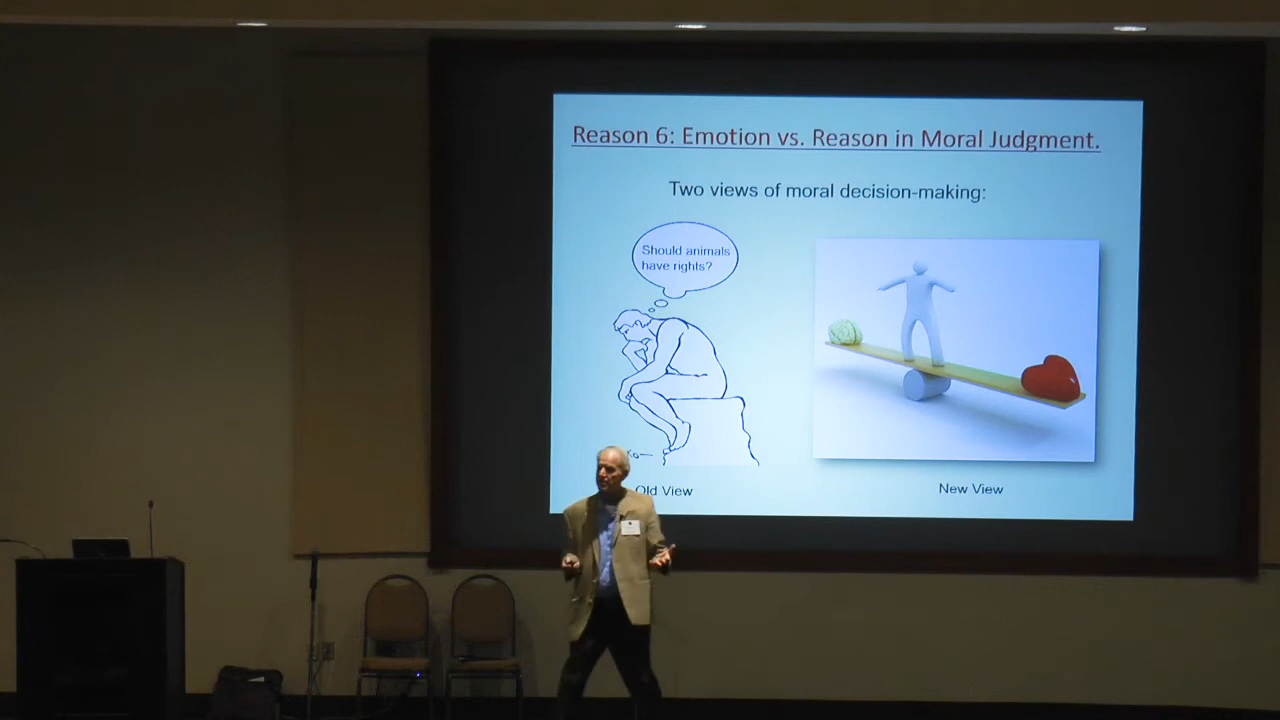 Reason 6: Emotion vs. Reason in Moral Judgment.
Two views of moral decision-making:
Should animals
have rights?
Old View
New View